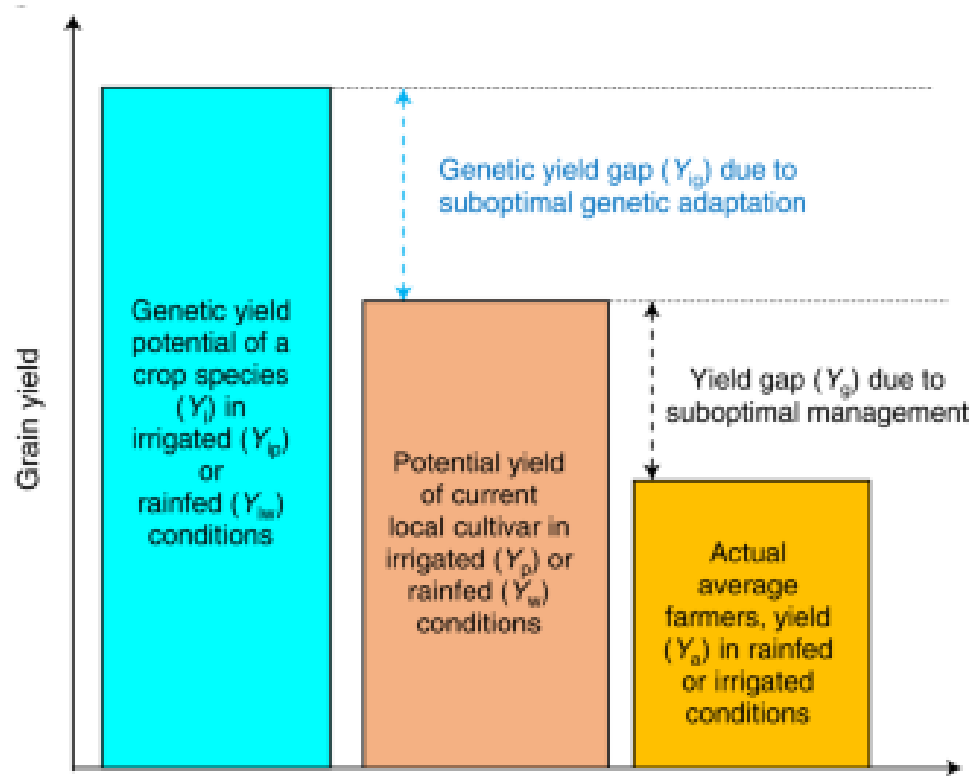 Grain yield
Genetic yield
potential of a
crop species
(Yi) in
irrigated (Yip)
or
rainfed (Yiw)
conditions
Genetic yield gap (Yig) due to
suboptimal genetic adaptation
Potential yield
of current
local cultivar in
irrigated (Yp) or
rainfed (Yw)
conditions
Yield gap (Yg) due to
suboptimal management
Actual
average
farmers, yield
(Ya) in rainfed
or irrigated
conditions